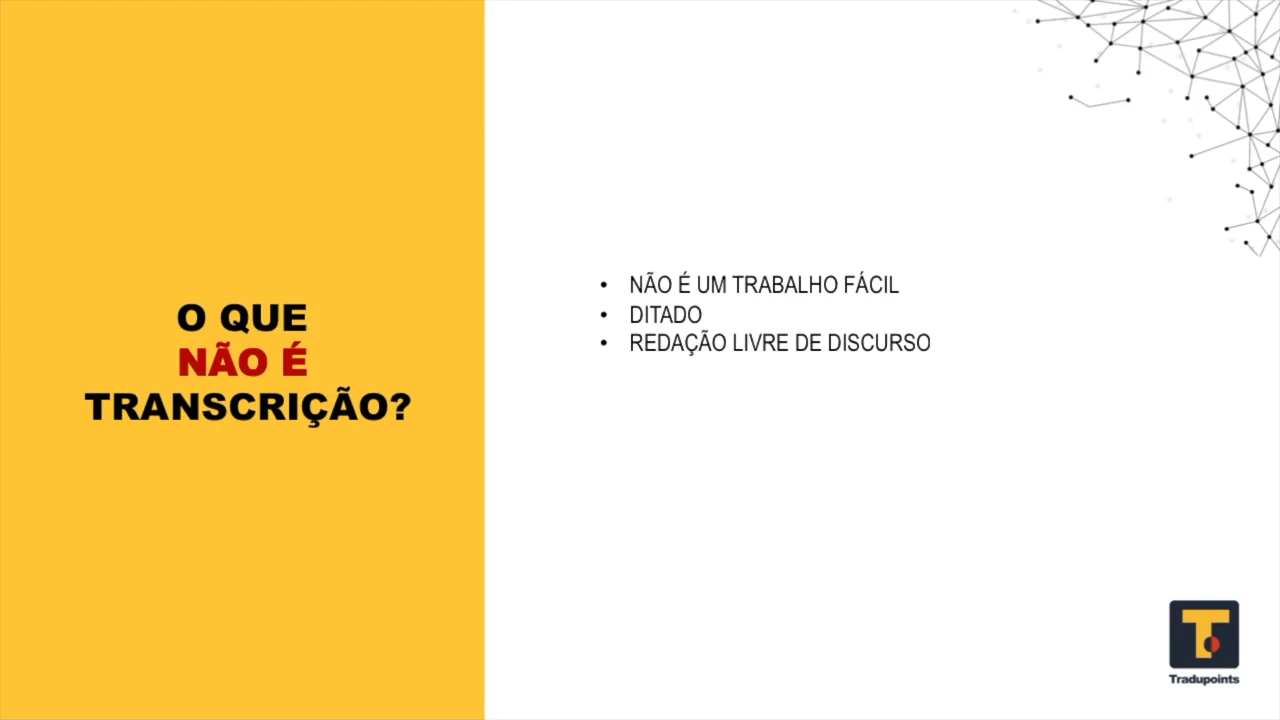 O QUE
NÃO É
TRANSCRIÇÃO?
• NÃO É UM TRABALHO FÁCIL
• DITADO
• REDAÇÃO LIVRE DE DISCURSO
T
Tradupoints